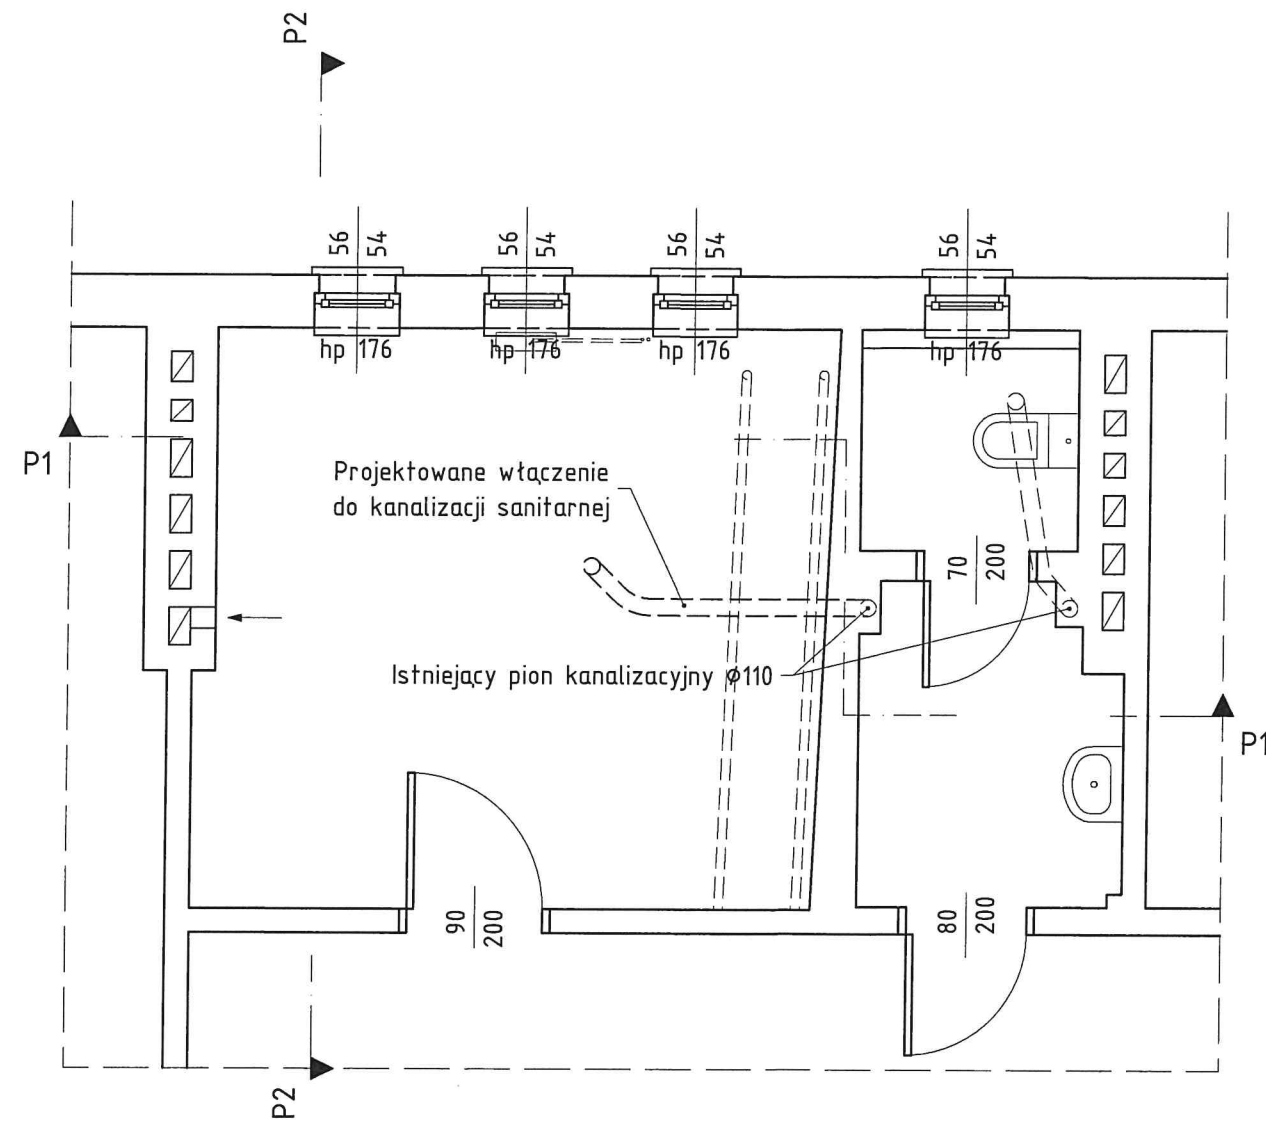 P2
56 54
56 54
56 54
56 54
hp 176
hp 176
hp 176
hp 176
P1
Projektowane włączenie
do kanalizacji sanitarnej
70
200
Istniejący pion kanalizacyjny ø110
P1
90
200
80
200
P2